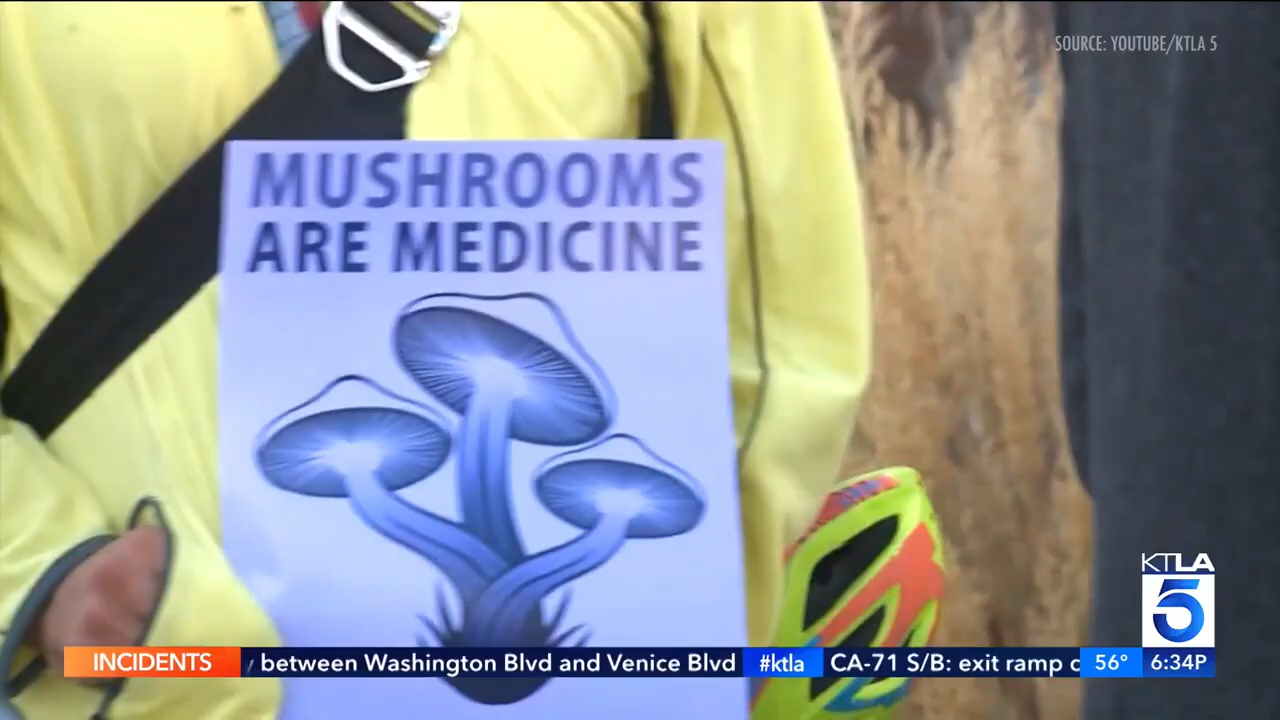 SOURCE: YOUTUBE/KTLA 5
MUSHROOMS
ARE MEDICINE
KTLA
5
INCIDENTS between Washington Blvd and Venice Blvd #ktla CA-71 S/B: exit ramp 56° 6:34P